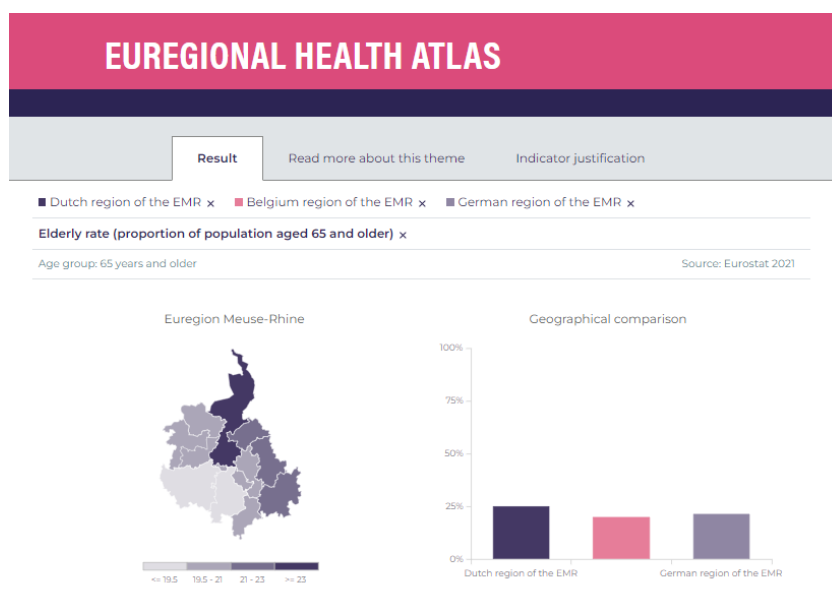 EUREGIONAL HEALTH ATLAS
Result Read more about this theme Indicator justification
Dutch region of the EMR × Belgium region of the EMR × German region of the EMR ×
Elderly rate (proportion of population aged 65 and older) ×
Age group: 65 years and older Source: Eurostat 2021
Euregion Meuse-Rhine Geographical comparison
100%
75%
50%
25%
0%
Dutch region of the EMR German region of the EMR
<= 19.5 19.5 - 21 21 - 23 >= 23